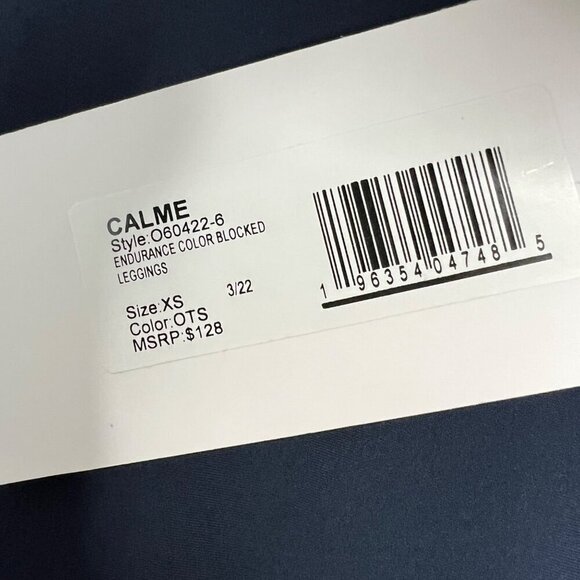 CALME
Style:O60422-6
ENDURANCE COLOR BLOCKED
LEGGINGS
Size:XS 3/22
Color:OTS
MSRP:$128
1 96354 04748 5